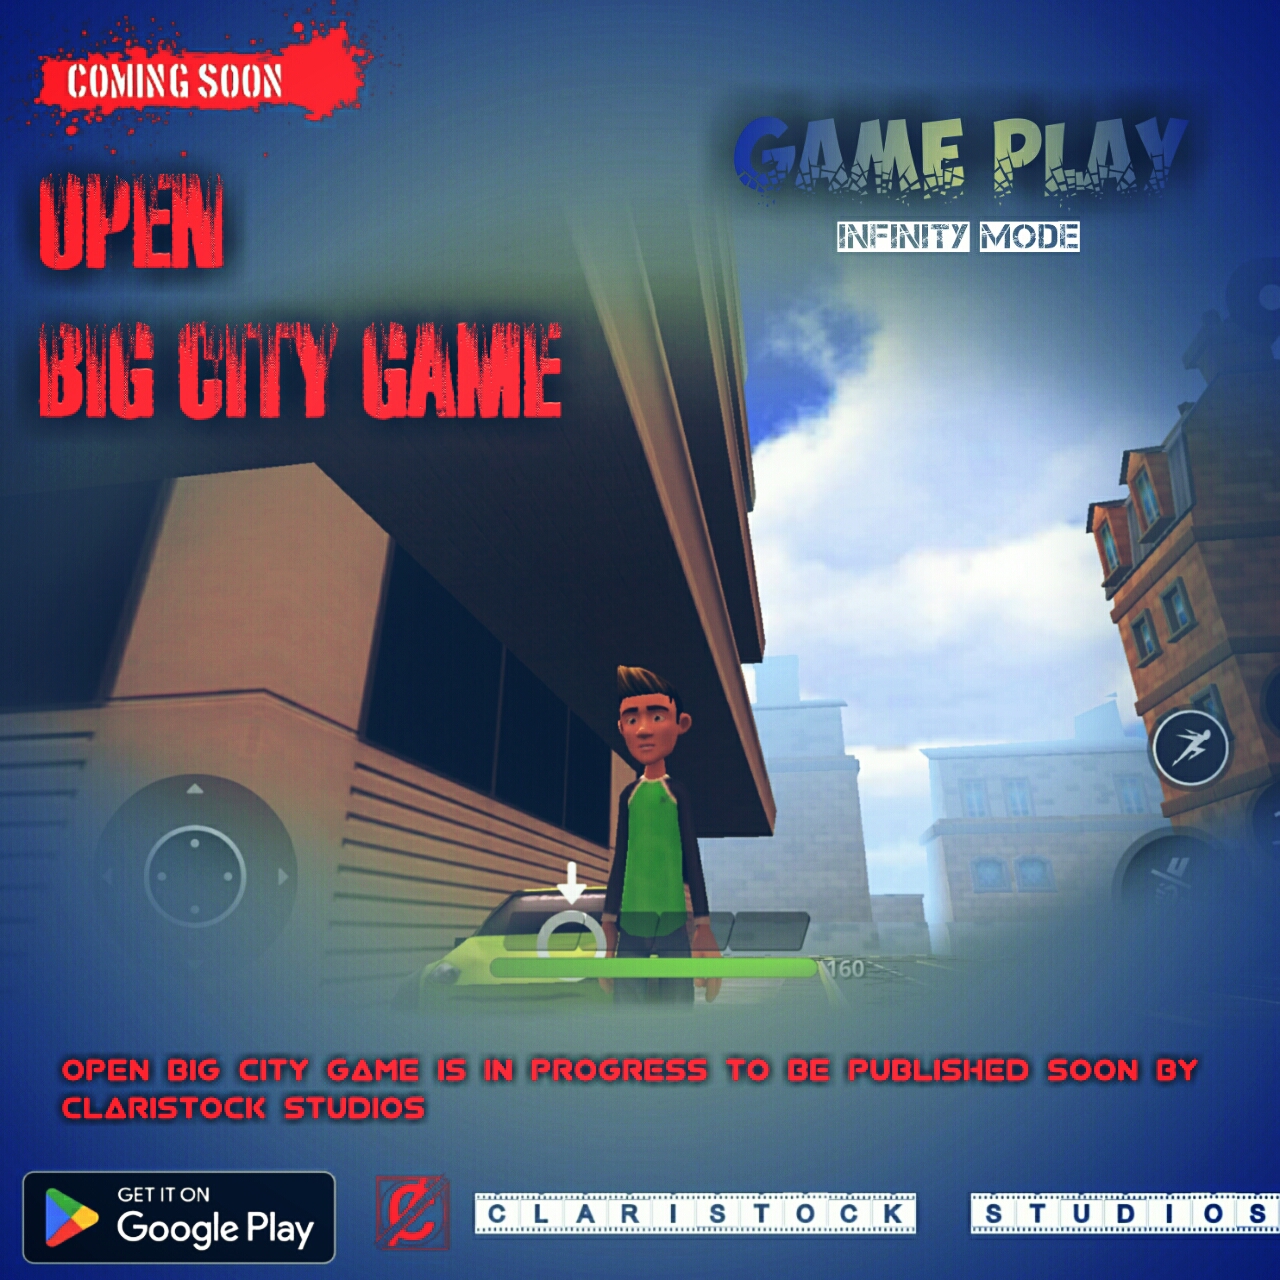 COMING SOON
OPEN
BIG CITY GAME
GAME PLAY
INFINITY MODE
160
OPEN BIG CITY GAME IS IN PROGRESS TO BE PUBLISHED SOON BY
CLARISTOCK STUDIOS
GET IT ON
Google Play
CLARISTOCK STUDIOS